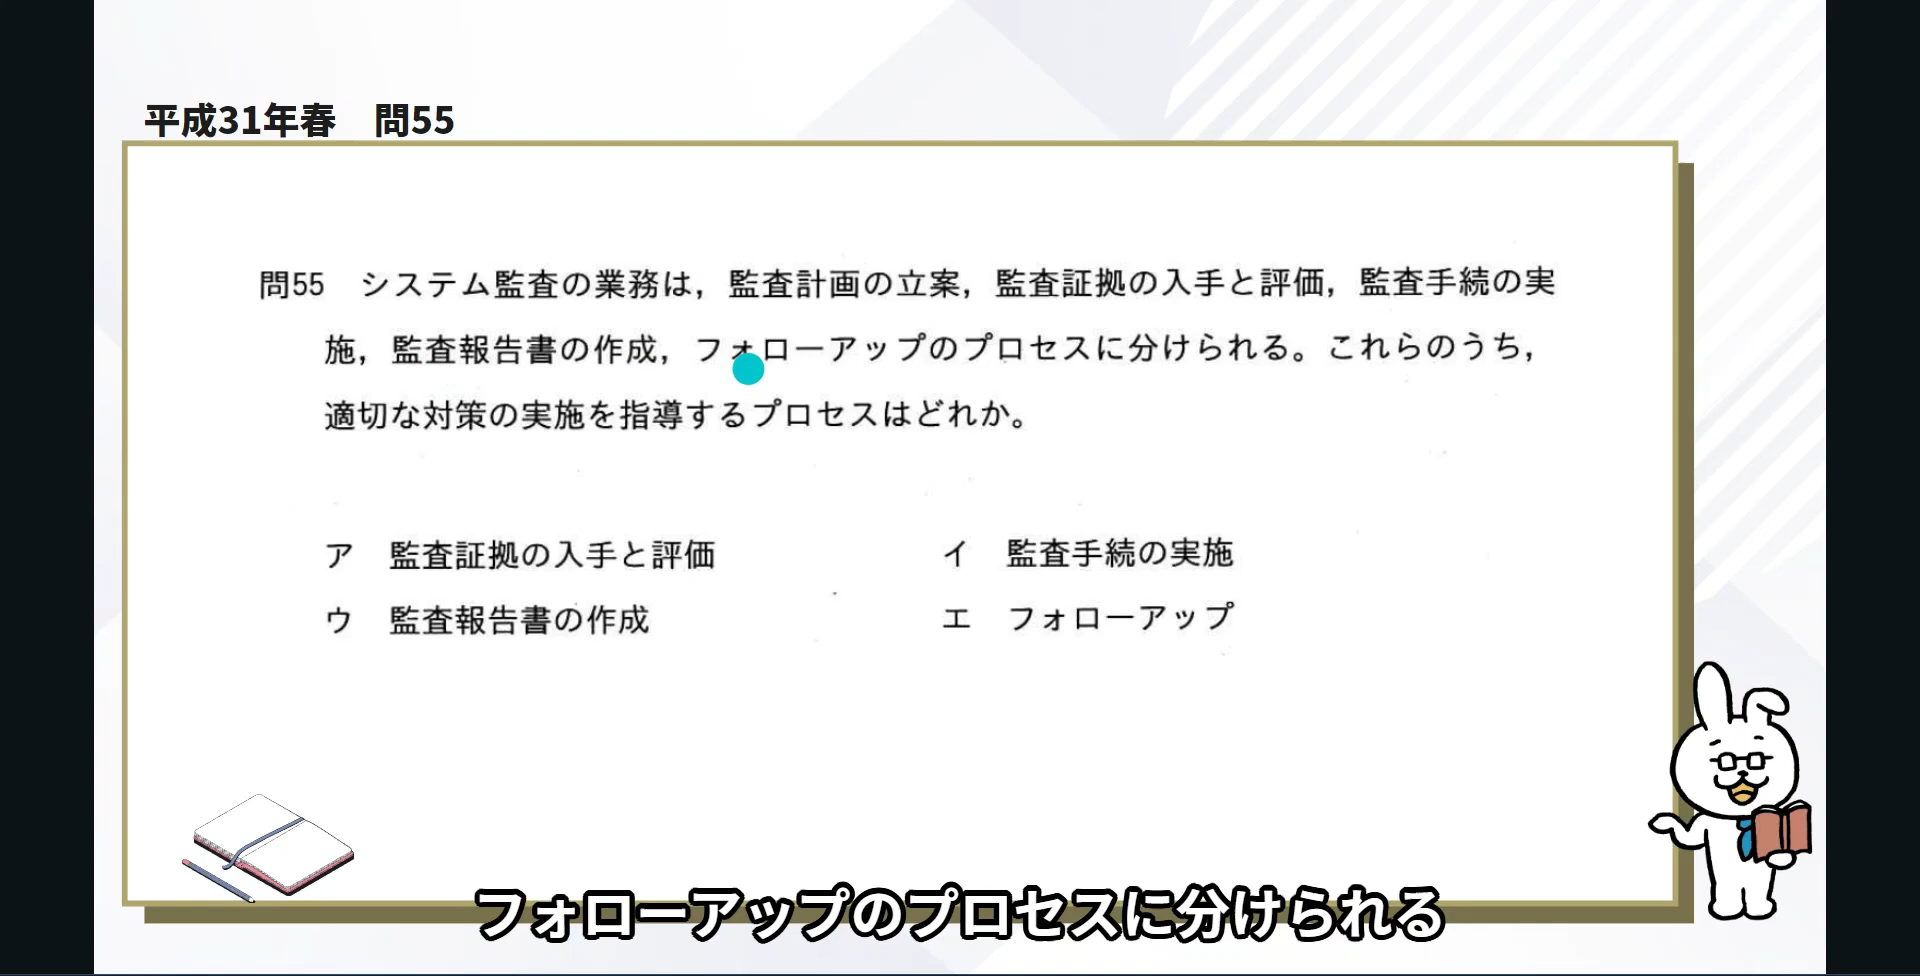 平成31年春　問55
問55　システム監査の業務は，監査計画の立案，監査証拠の入手と評価，監査手続の実
施，監査報告書の作成，フォローアップのプロセスに分けられる。これらのうち，
適切な対策の実施を指導するプロセスはどれか。
ア　監査証拠の入手と評価　　イ　監査手続の実施
ウ　監査報告書の作成　　エ　フォローアップ
フォローアップのプロセスに分けられる